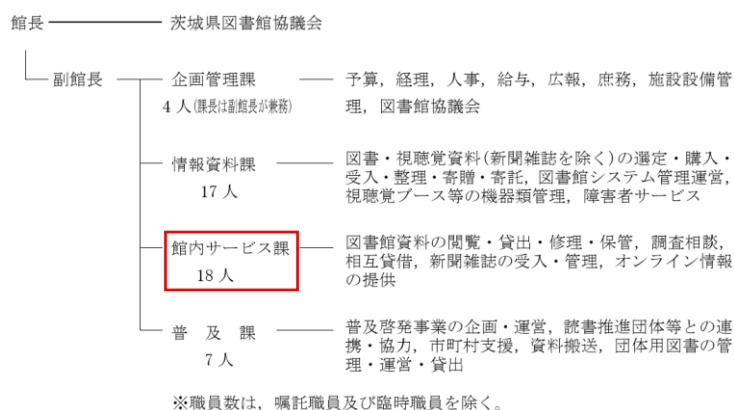 館長 茨城県図書館協議会
副館長 企画管理課 予算，経理，人事，給与，広報，庶務，施設設備管
4人(課長は副館長が兼務) 理，図書館協議会
情報資料課 図書・視聴覚資料(新聞雑誌を除く)の選定・購入・
受入・整理・寄贈・寄託，図書館システム管理運営，
17人 視聴覚ブース等の機器類管理，障害者サービス
館内サービス課 図書館資料の閲覧・貸出・修理・保管，調査相談，
相互貸借，新聞雑誌の受入・管理，オンライン情報
18人 の提供
普及課 普及啓発事業の企画・運営，読書推進団体等との連
携・協力，市町村支援，資料搬送，団体用図書の管
7人 理・運営・貸出
※職員数は，嘱託職員及び臨時職員を除く。